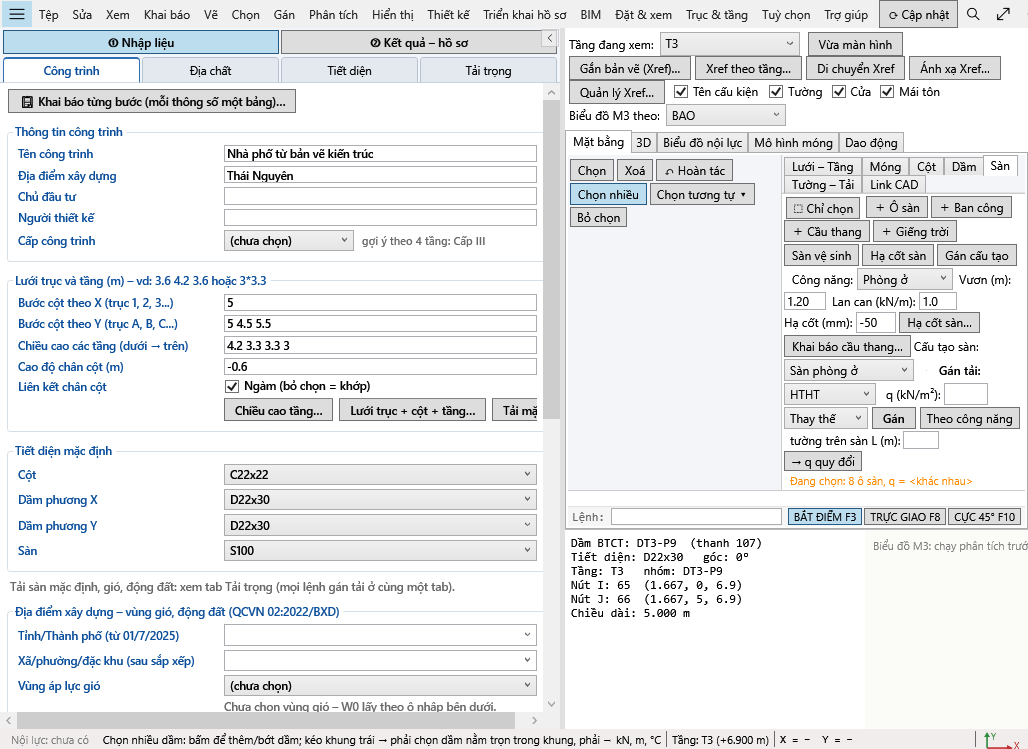 Tệp Sửa Xem Khai báo Vẽ Chọn Gán Phân tích Hiển thị Thiết kế Triển khai hồ sơ BIM Đặt & xem Trục & tầng Tuỳ chọn Trợ giúp ⟳ Cập nhật
① Nhập liệu ② Kết quả – hồ sơ
Công trình Địa chất Tiết diện Tải trọng
Khai báo từng bước (mỗi thông số một bảng)...
Thông tin công trình
Tên công trình Nhà phố từ bản vẽ kiến trúc
Địa điểm xây dựng Thái Nguyên
Chủ đầu tư
Người thiết kế
Cấp công trình (chưa chọn) gợi ý theo 4 tầng: Cấp III
Lưới trục và tầng (m) – vd: 3.6 4.2 3.6 hoặc 3*3.3
Bước cột theo X (trục 1, 2, 3...) 5
Bước cột theo Y (trục A, B, C...) 5 4.5 5.5
Chiều cao các tầng (dưới → trên) 4.2 3.3 3.3 3
Cao độ chân cột (m) -0.6
Liên kết chân cột Ngàm (bỏ chọn = khớp)
Chiều cao tầng... Lưới trục + cột + tầng... Tải mặ
Tiết diện mặc định
Cột C22x22
Dầm phương X D22x30
Dầm phương Y D22x30
Sàn S100
Tải sàn mặc định, gió, động đất: xem tab Tải trọng (mọi lệnh gán tải ở cùng một tab).
Địa điểm xây dựng – vùng gió, động đất (QCVN 02:2022/BXD)
Tỉnh/Thành phố (từ 01/7/2025)
Xã/phường/đặc khu (sau sắp xếp)
Vùng áp lực gió (chưa chọn)
Chưa chọn vùng gió – W0 lấy theo ô nhập bên dưới.
Tầng đang xem: T3 Vừa màn hình
Gắn bản vẽ (Xref)... Xref theo tầng... Di chuyển Xref Ánh xạ Xref...
Quản lý Xref... Tên cấu kiện Tường Cửa Mái tôn
Biểu đồ M3 theo: BAO
Mặt bằng 3D Biểu đồ nội lực Mô hình móng Dao động
Chọn Xoá ↶ Hoàn tác
Chọn nhiều Chọn tương tự ▾
Bỏ chọn
Lưới – Tầng Móng Cột Dầm Sàn
Tường – Tải Link CAD
⬚ Chỉ chọn + Ô sàn + Ban công
+ Cầu thang + Giếng trời
Sàn vệ sinh Hạ cốt sàn Gán cấu tạo
Công năng: Phòng ở Vươn (m):
1.20 Lan can (kN/m): 1.0
Hạ cốt (mm): -50 Hạ cốt sàn...
Khai báo cầu thang... Cấu tạo sàn:
Sàn phòng ở Gán tải:
HTHT q (kN/m²):
Thay thế Gán Theo công năng
tường trên sàn L (m):
→ q quy đổi
Đang chọn: 8 ô sàn, q = <khác nhau>
Lệnh: BẮT ĐIỂM F3 TRỰC GIAO F8 CỰC 45° F10
Dầm BTCT: DT3-P9 (thanh 107)
Tiết diện: D22x30 góc: 0°
Tầng: T3 nhóm: DT3-P9
Nút I: 65 (1.667, 0, 6.9)
Nút J: 66 (1.667, 5, 6.9)
Chiều dài: 5.000 m
Biểu đồ M3: chạy phân tích trướ
Nội lực: chưa có Chọn nhiều dầm: bấm để thêm/bớt dầm; kéo khung trái → phải chọn dầm nằm trọn trong khung, phải – kN, m, °C Tầng: T3 (+6.900 m) X = – Y = – Y X